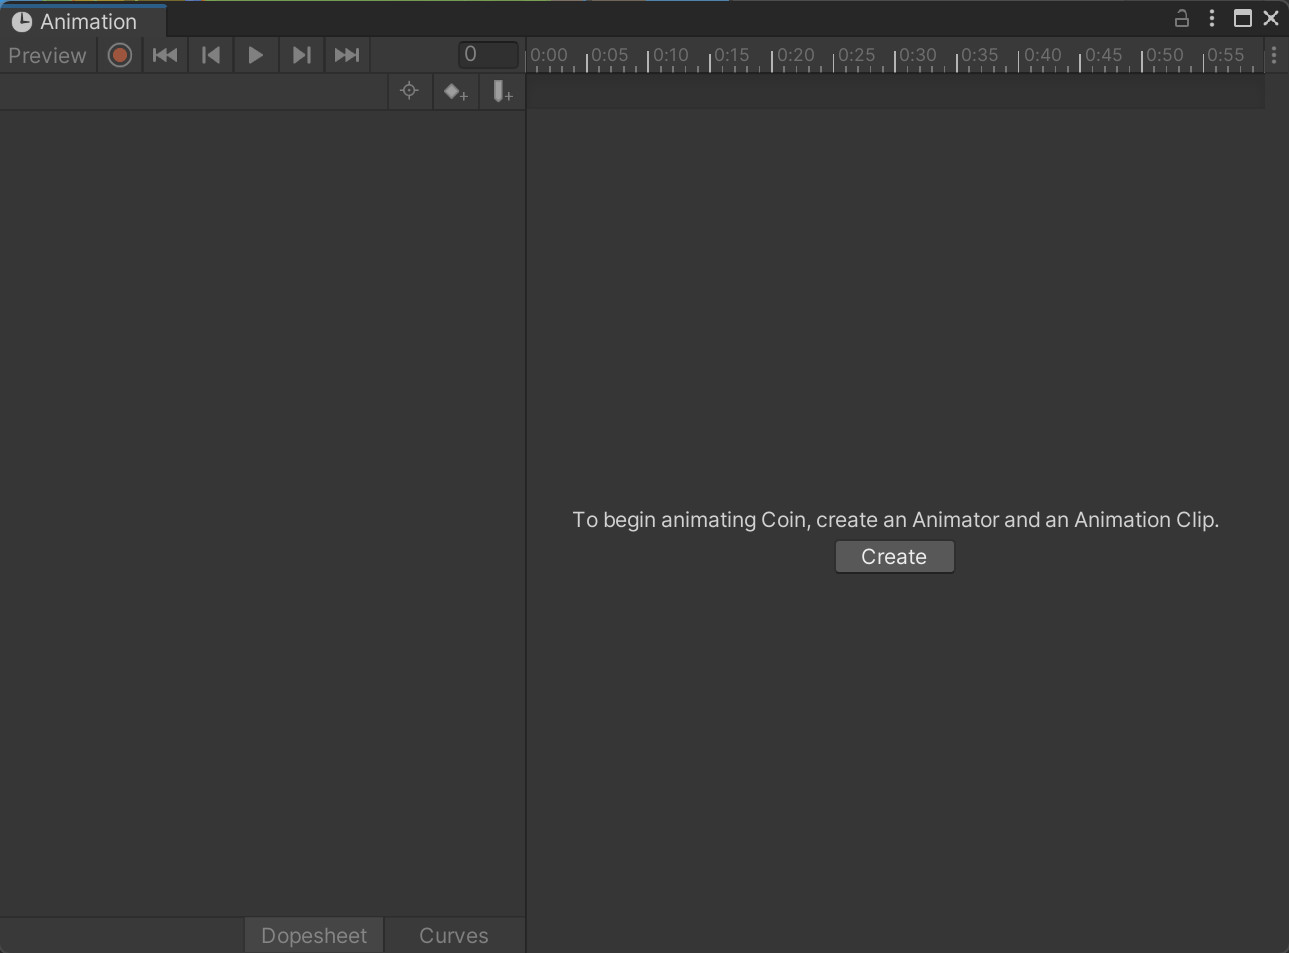 Animation
Preview
0
0:00 0:05 0:10 0:15 0:20 0:25 0:30 0:35 0:40 0:45 0:50 0:55
To begin animating Coin, create an Animator and an Animation Clip.
Create
Dopesheet
Curves